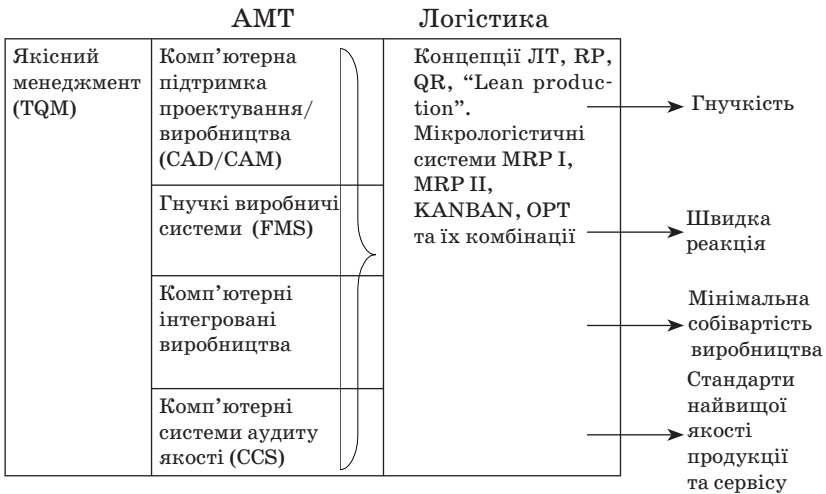 АМТ
Логістика
Якісний
менеджмент
(TQM)
Комп’ютерна
підтримка
проектування/
виробництва
(CAD/CAM)
Гнучкі виробничі
системи (FMS)
Комп’ютерні
інтегровані
виробництва
Комп’ютерні
системи аудиту
якості (CCS)
Концепції ЛТ, RP,
QR, “Lean produc-
tion”.
Мікрологістичні
системи MRP I,
MRP II,
KANBAN, OPT
та їх комбінації
Гнучкість
Швидка
реакція
Мінімальна
собівартість
виробництва
Стандарти
найвищої
якості
продукції
та сервісу